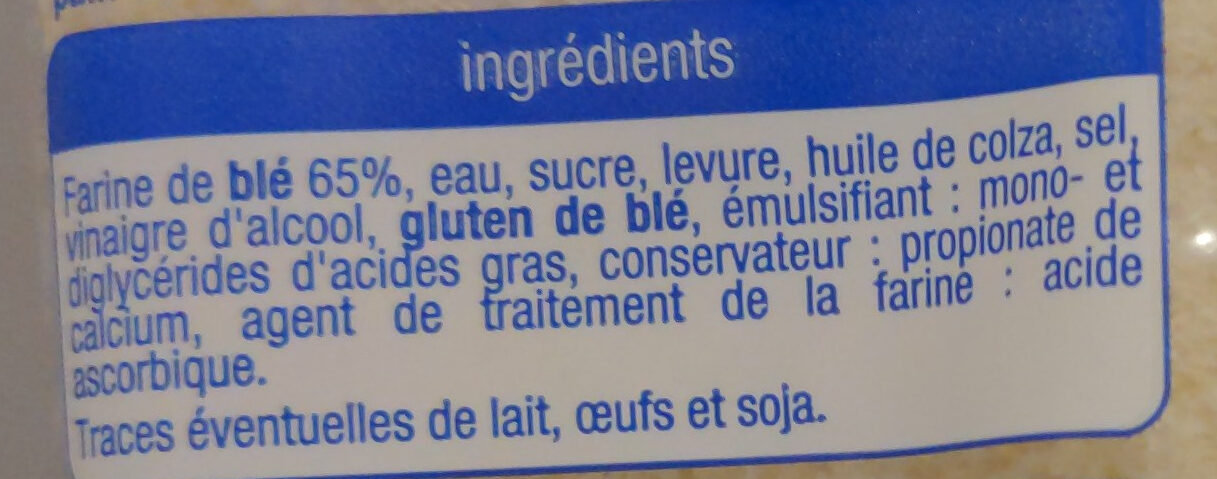 ingrédients
Farine de blé 65%, eau, sucre, levure, huile de colza, sel,
vinaigre d'alcool, gluten de blé, émulsifiant : mono- et
diglycérides d'acides gras, conservateur : propionate de
calcium, agent de traitement de la farine : acide
ascorbique.
Traces éventuelles de lait, œufs et soja.